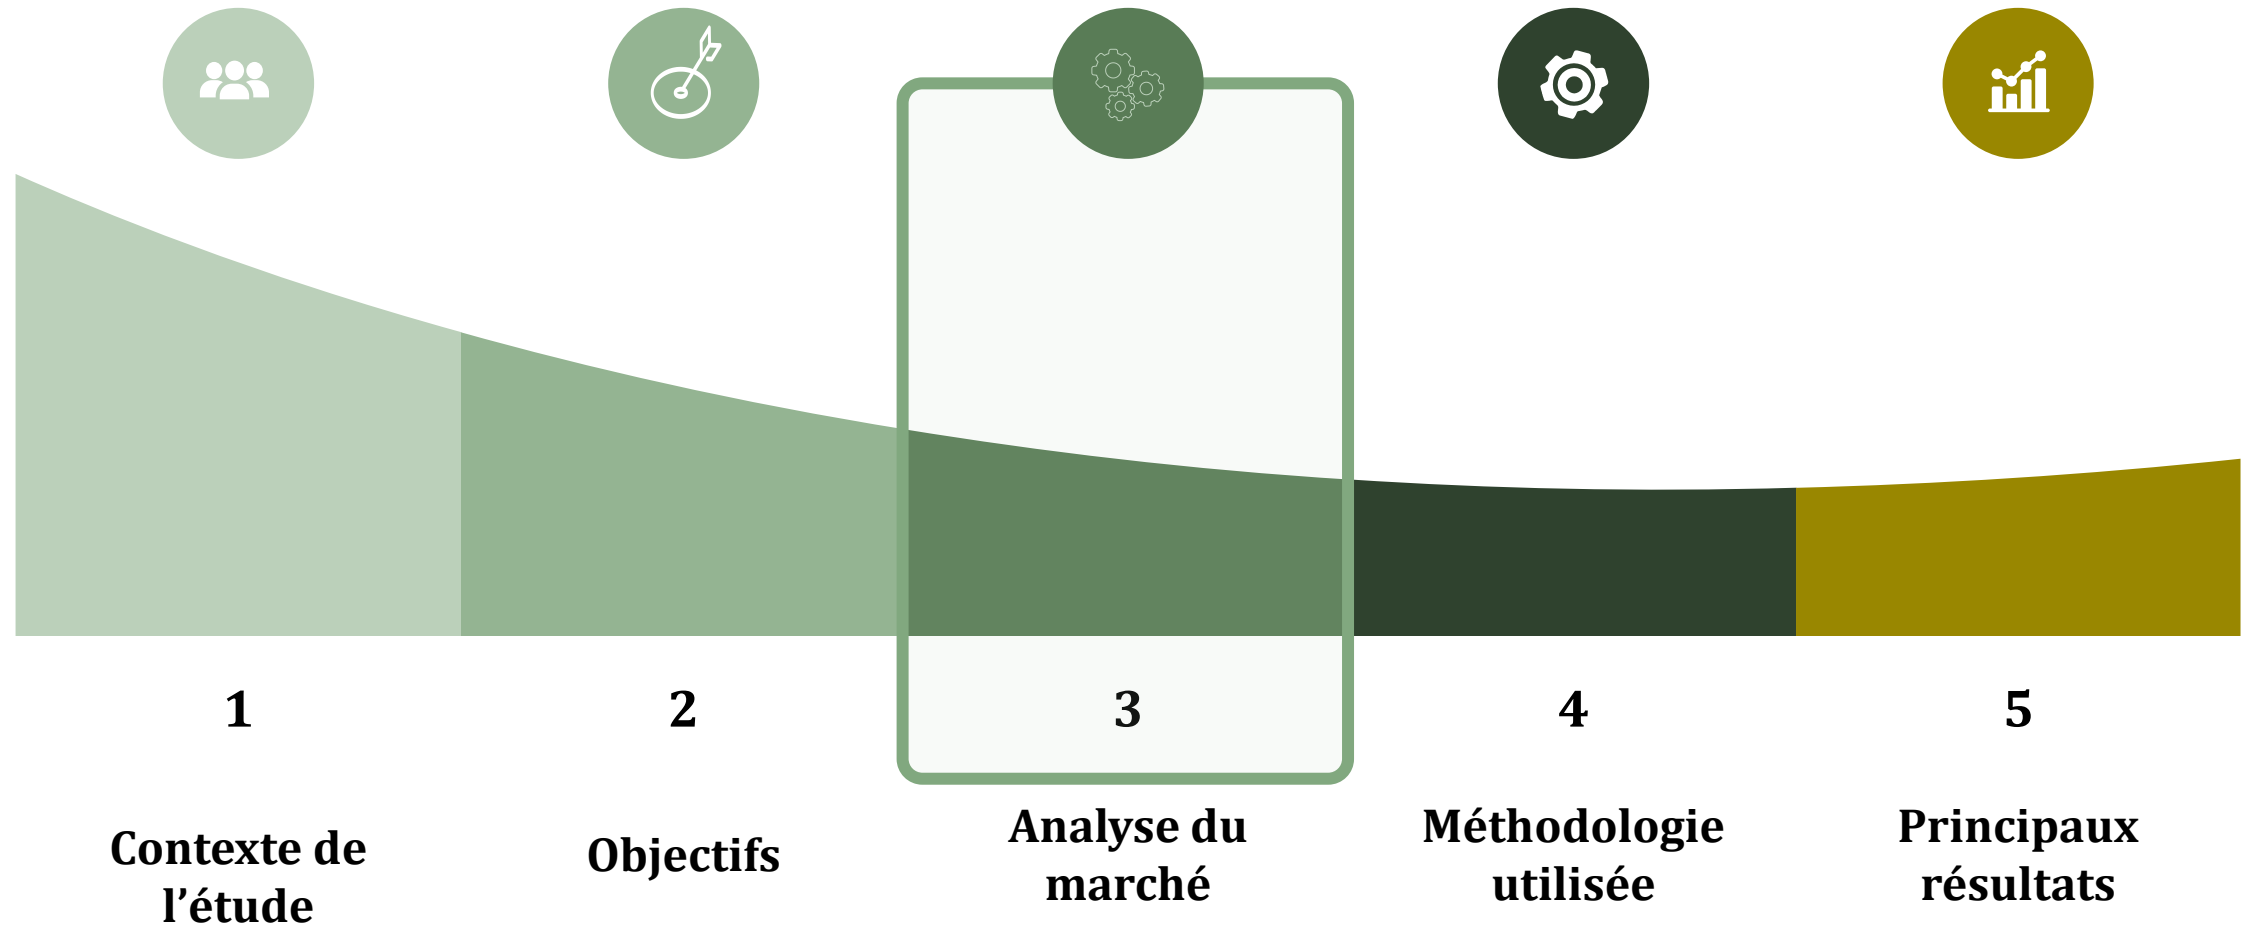 1
2
3
4
5
Contexte de
l’étude
Objectifs
Analyse du
marché
Méthodologie
utilisée
Principaux
résultats